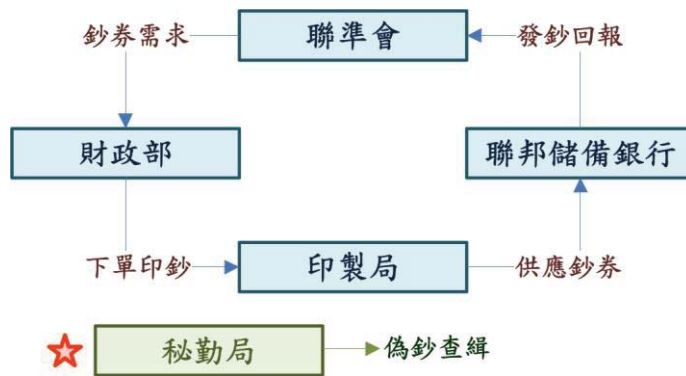 鈔券需求
聯準會
發鈔回報
財政部
聯邦儲備銀行
下單印鈔
印製局
供應鈔券
秘勤局
偽鈔查緝